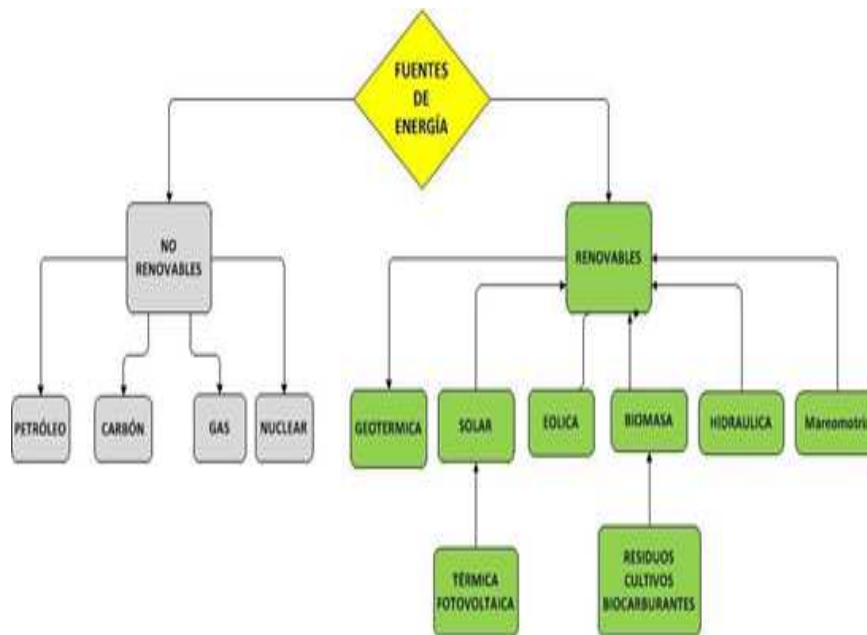 FUENTES
DE
ENERGÍA
NO
RENOVABLES
RENOVABLES
PETRÓLEO
CARBÓN
GAS
NUCLEAR
GEOTERMICA
SOLAR
EOLICA
BIOMASA
HIDRAULICA
Mareomotriz
TÉRMICA
FOTOVOLTAICA
RESIDUOS
CULTIVOS
BIOCARBURANTES